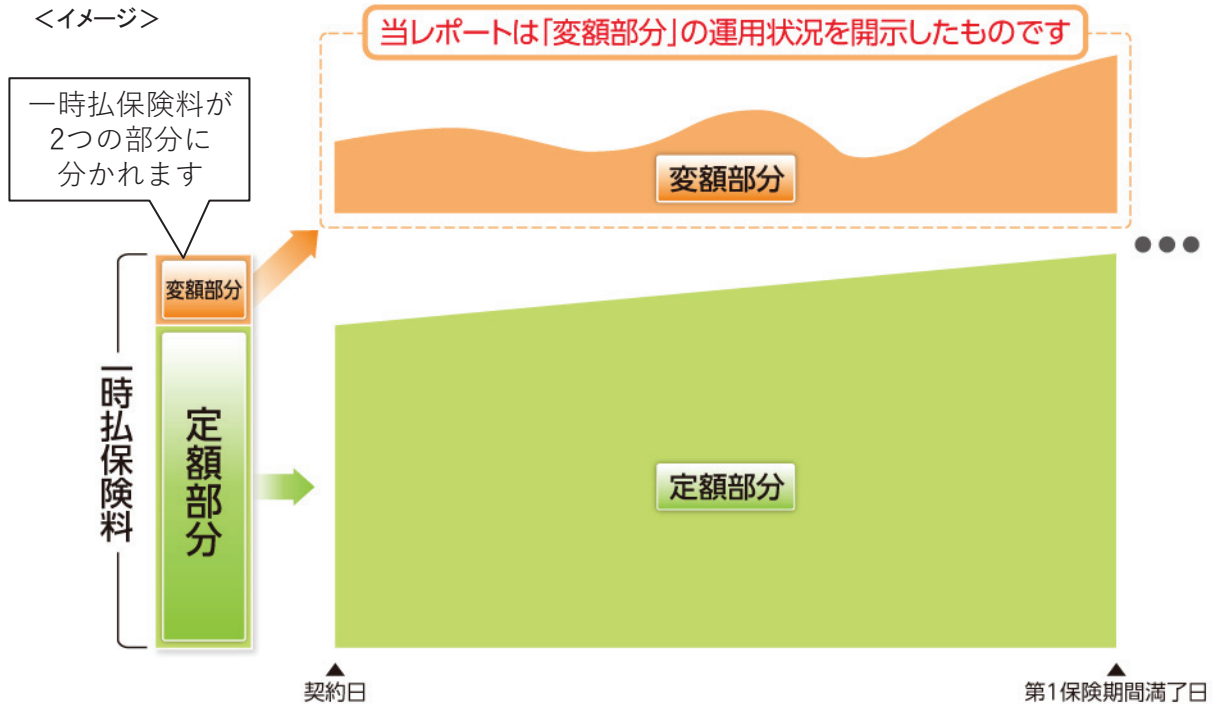 ＜イメージ＞
当レポートは「変額部分」の運用状況を開示したものです
一時払保険料が
2つの部分に
分かれます
変額部分
変額部分
●●●
一時払保険料
定額部分
定額部分
▲
契約日
▲
第1保険期間満了日